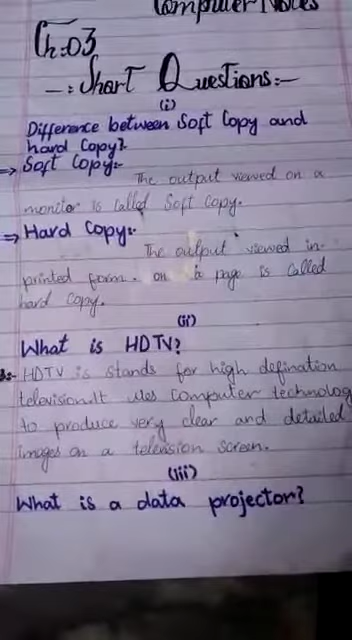 Computer Notes
Ch:03
-: Short Questions:-
(i)
Difference between Soft Copy and
hard Copy?
→ Soft Copy:-
The output viewed on a
monitor is called Soft Copy.
⇒ Hard Copy:-
The output viewed in
printed form. on a page is called
hard copy.
(ii)
What is HDTV?
HDTV is stands for high defination
television.It uses Computer technolog
to produce very clear and detailed
images on a television screen.
(iii)
What is a data projector?